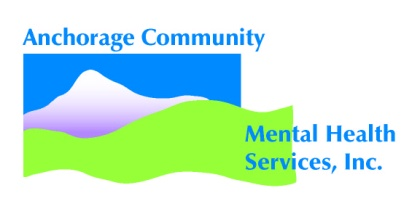 Anchorage Community
Mental Health
Services, Inc.